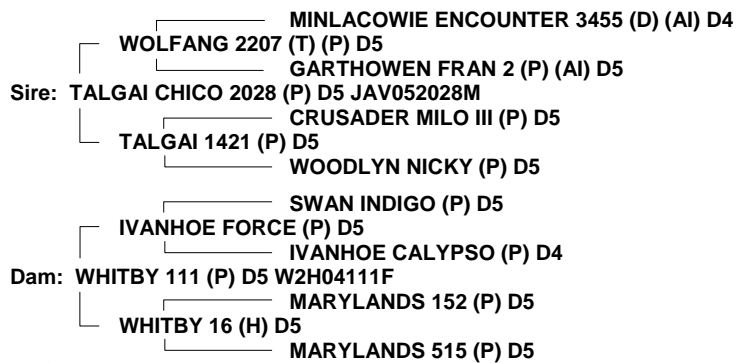 MINLACOWIE ENCOUNTER 3455 (D) (AI) D4
WOLFANG 2207 (T) (P) D5
GARTHOWEN FRAN 2 (P) (AI) D5
Sire: TALGAI CHICO 2028 (P) D5 JAV052028M
CRUSADER MILO III (P) D5
TALGAI 1421 (P) D5
WOODLYN NICKY (P) D5
SWAN INDIGO (P) D5
IVANHOE FORCE (P) D5
IVANHOE CALYPSO (P) D4
Dam: WHITBY 111 (P) D5 W2H04111F
MARYLANDS 152 (P) D5
WHITBY 16 (H) D5
MARYLANDS 515 (P) D5